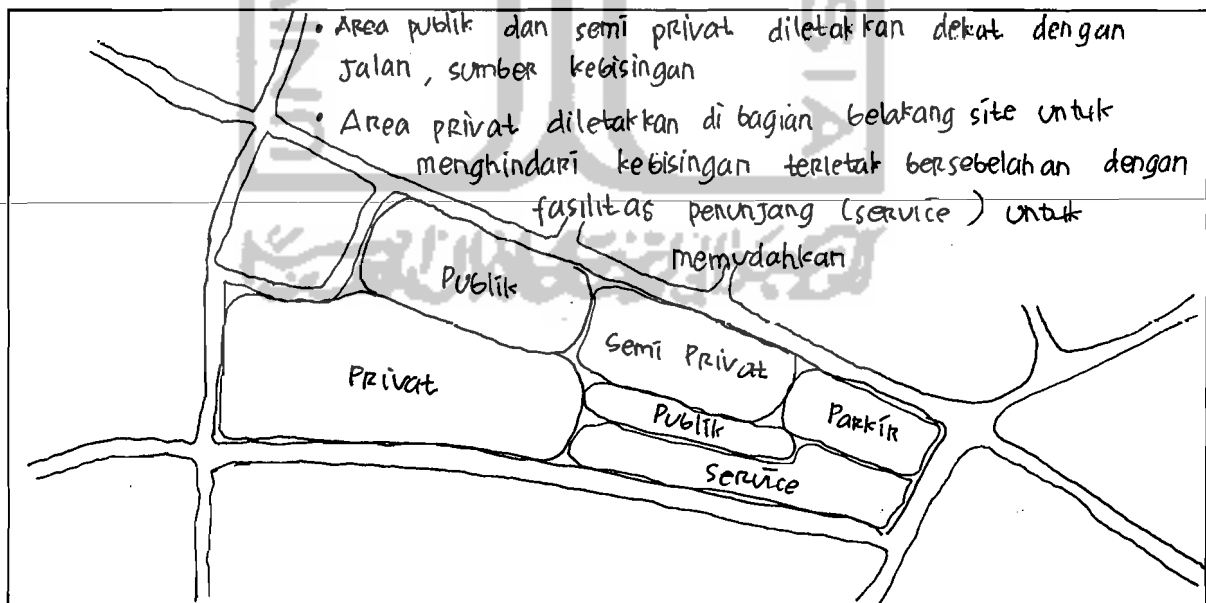 • Area publik dan semi privat diletakkan dekat dengan
jalan, sumber kebisingan
• Area privat diletakkan di bagian belakang site untuk
menghindari kebisingan terletak bersebelahan dengan
fasilitas penunjang (service) untuk
memudahkan
Publik
Semi Privat
Privat
Publik
Parkir
Service